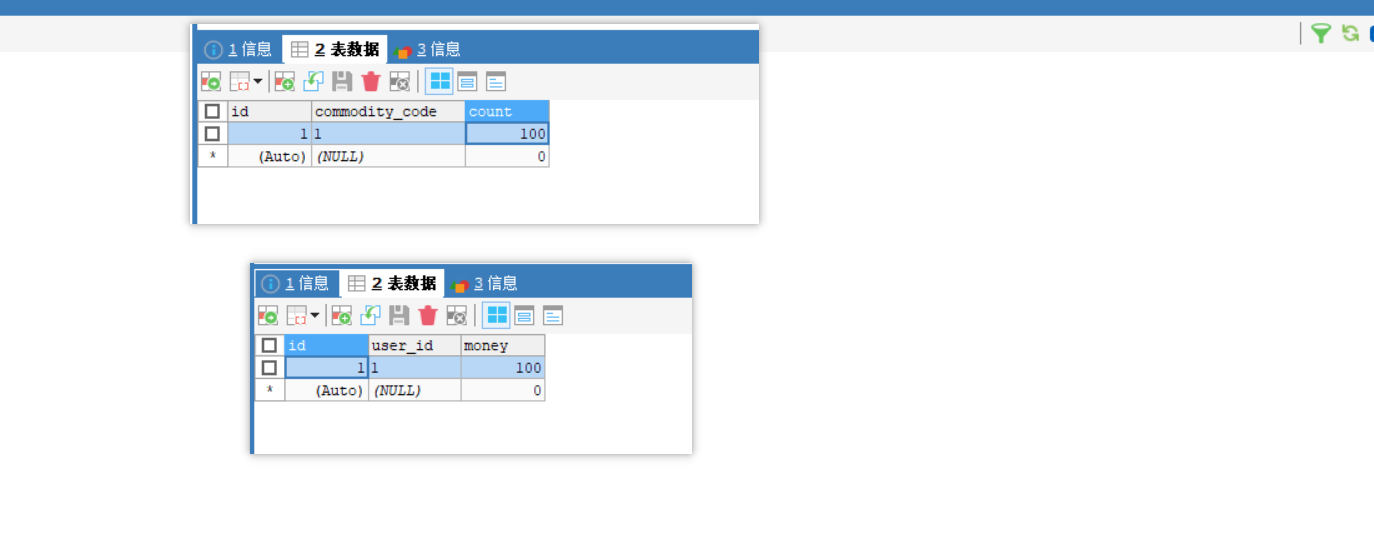 1 信息 2 表数据 3 信息
id commodity_code count
1 1 100
* (Auto) (NULL) 0
1 信息 2 表数据 3 信息
id user_id money
1 1 100
* (Auto) (NULL) 0